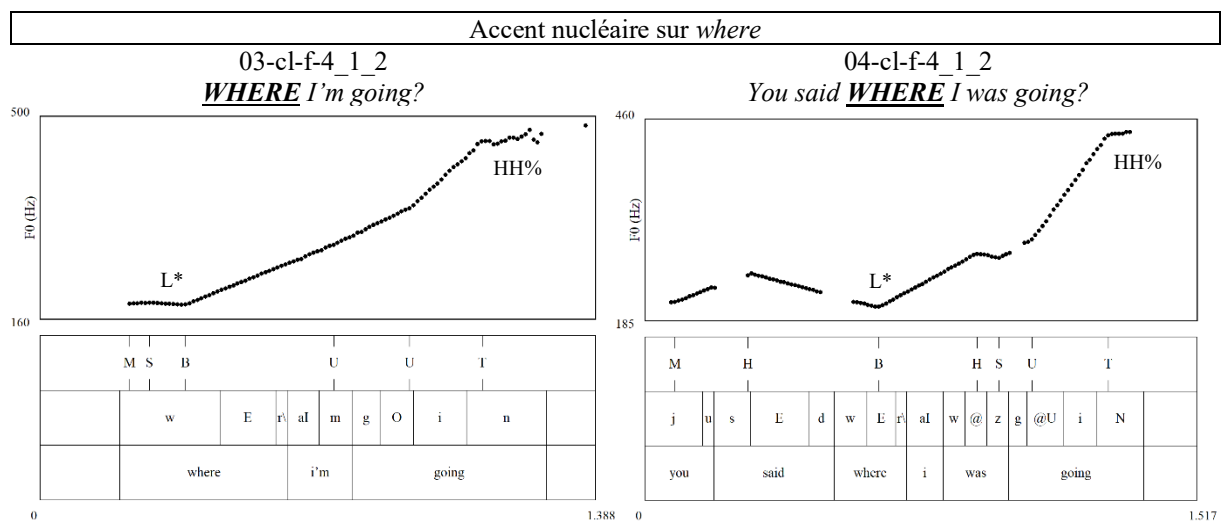 Accent nucléaire sur where
03-cl-f-4_1_2
WHERE I'm going?
500
F0 (Hz)
L*
HH%
160
M S B U U T
w E r\ aI m g O i n
where i'm going
0 1.388
04-cl-f-4_1_2
You said WHERE I was going?
460
F0 (Hz)
L*
HH%
185
M H B H S U T
j u s E d w E r\ aI w @ z g @U i N
you said where i was going
0 1.517